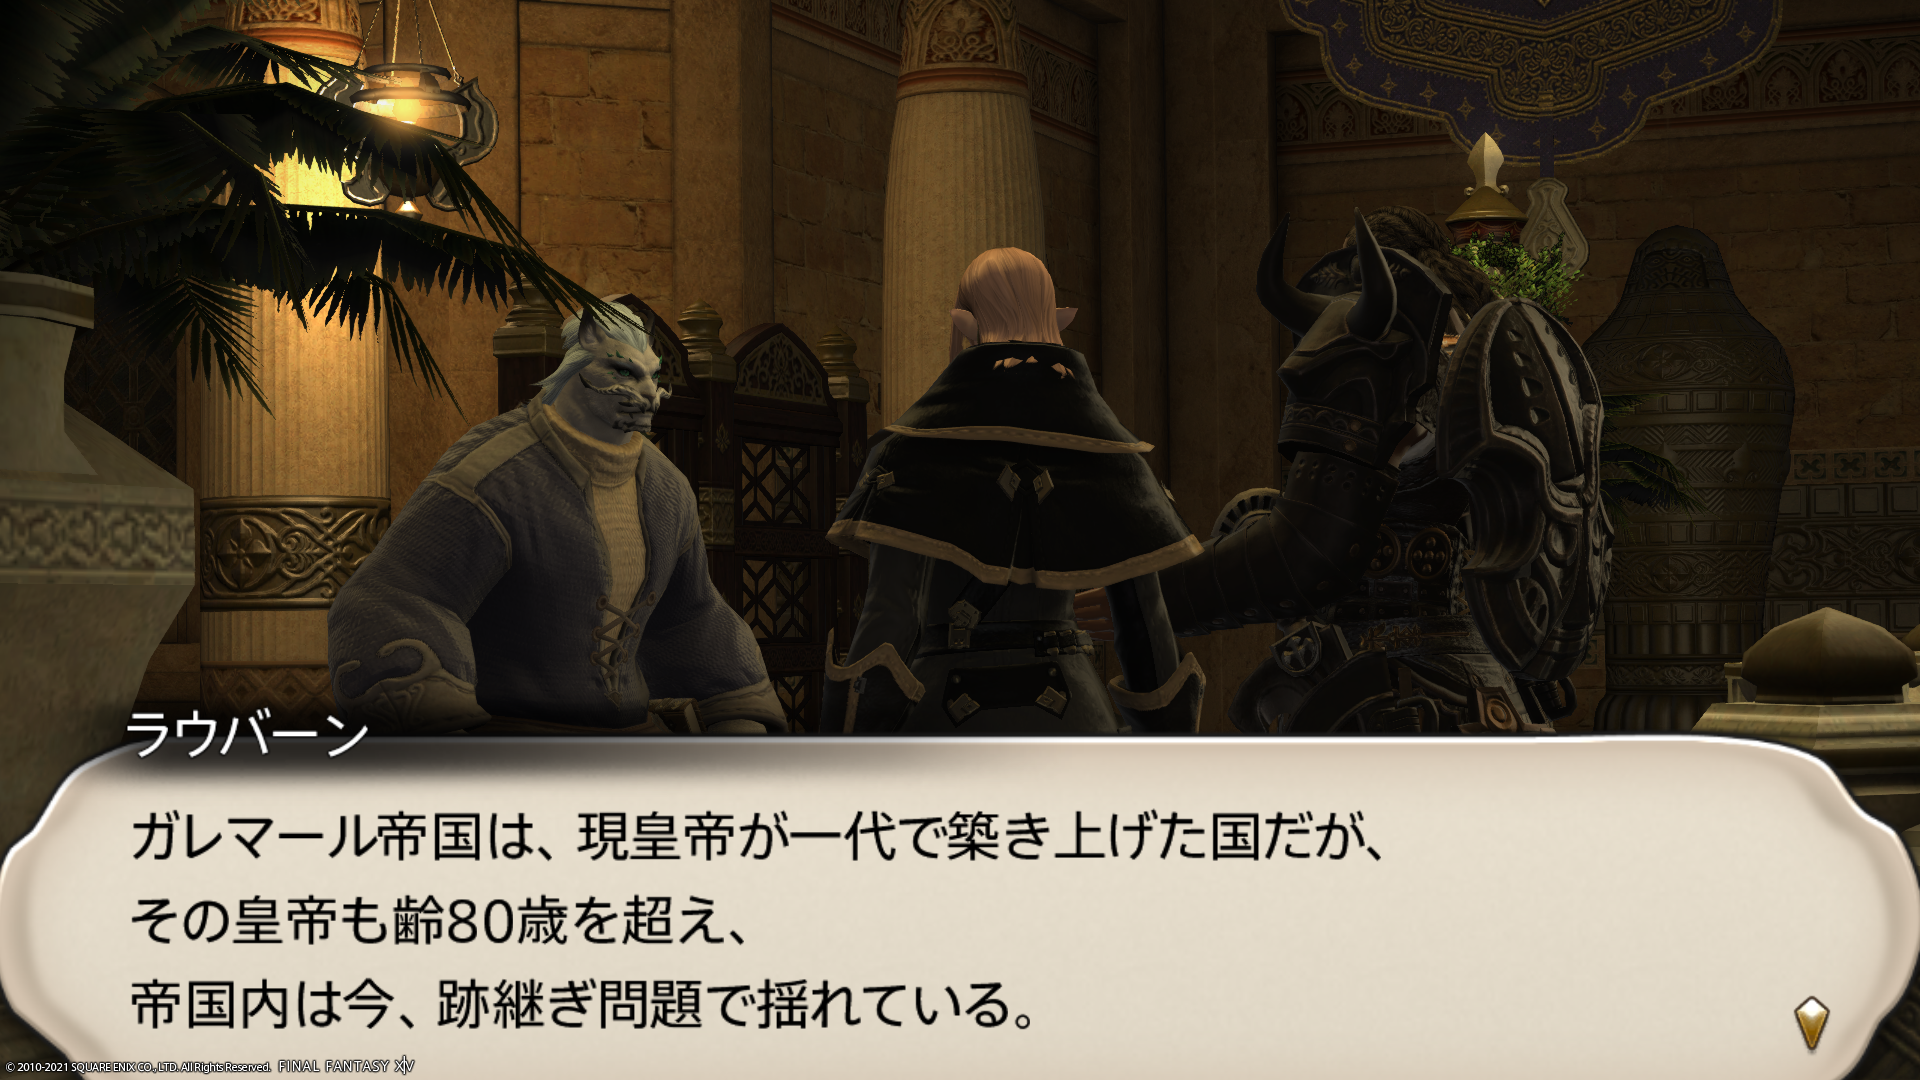 ラウバーン
ガレマール帝国は、現皇帝が一代で築き上げた国だが、
その皇帝も齢80歳を超え、
帝国内は今、跡継ぎ問題で揺れている。
© 2010-2021 SQUARE ENIX CO., LTD. All Rights Reserved. FINAL FANTASY XIV